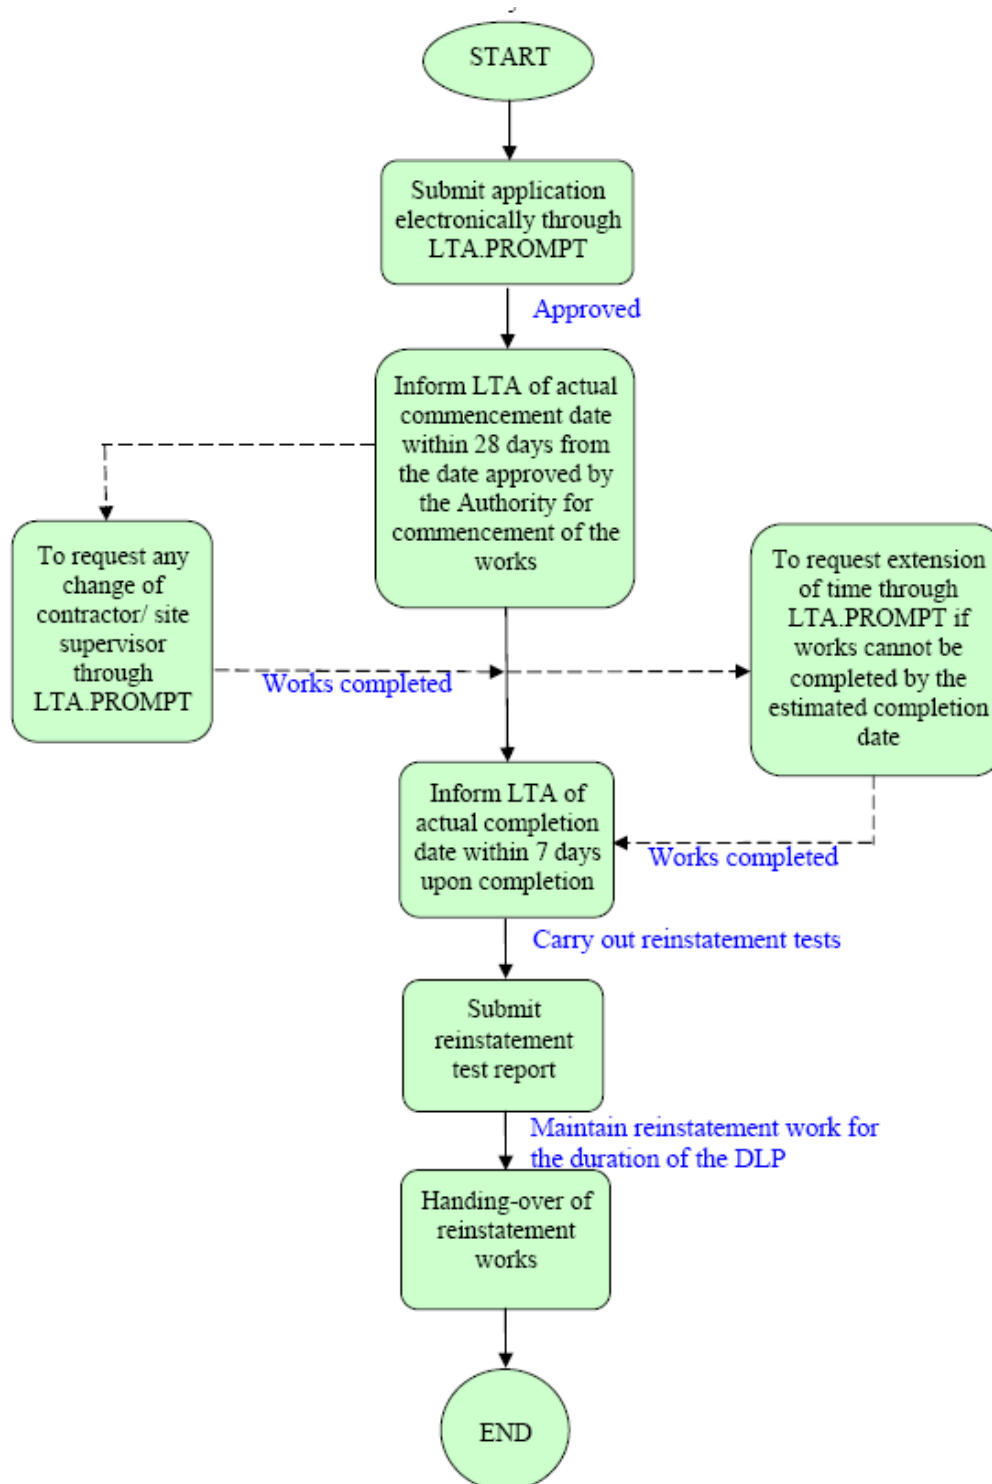 START
Submit application
electronically through
LTA.PROMPT
Approved
Inform LTA of actual
commencement date
within 28 days from
the date approved by
the Authority for
commencement of the
works
To request any
change of
contractor/ site
supervisor
through
LTA.PROMPT
Works completed
To request extension
of time through
LTA.PROMPT if
works cannot be
completed by the
estimated completion
date
Works completed
Inform LTA of
actual completion
date within 7 days
upon completion
Carry out reinstatement tests
Submit
reinstatement
test report
Maintain reinstatement work for
the duration of the DLP
Handing-over of
reinstatement
works
END